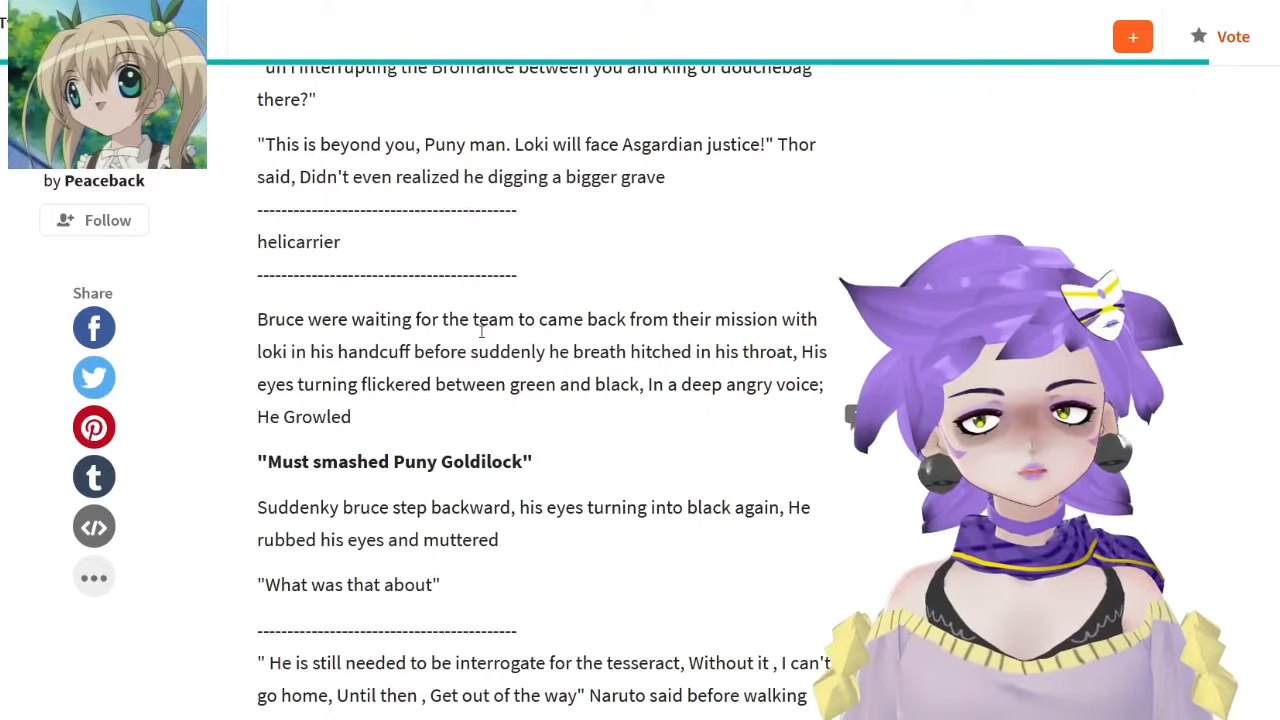 T
+
Vote
"uh I interrupting the Bromance between you and king of douchebag
there?"
"This is beyond you, Puny man. Loki will face Asgardian justice!" Thor
said, Didn't even realized he digging a bigger grave
by Peaceback
-------------------------------------------
Follow
helicarrier
-------------------------------------------
Share
Bruce were waiting for the team to came back from their mission with
loki in his handcuff before suddenly he breath hitched in his throat, His
eyes turning flickered between green and black, In a deep angry voice;
He Growled
"Must smashed Puny Goldilock"
Suddenky bruce step backward, his eyes turning into black again, He
rubbed his eyes and muttered
"What was that about"
-------------------------------------------
" He is still needed to be interrogate for the tesseract, Without it , I can't
go home, Until then , Get out of the way" Naruto said before walking